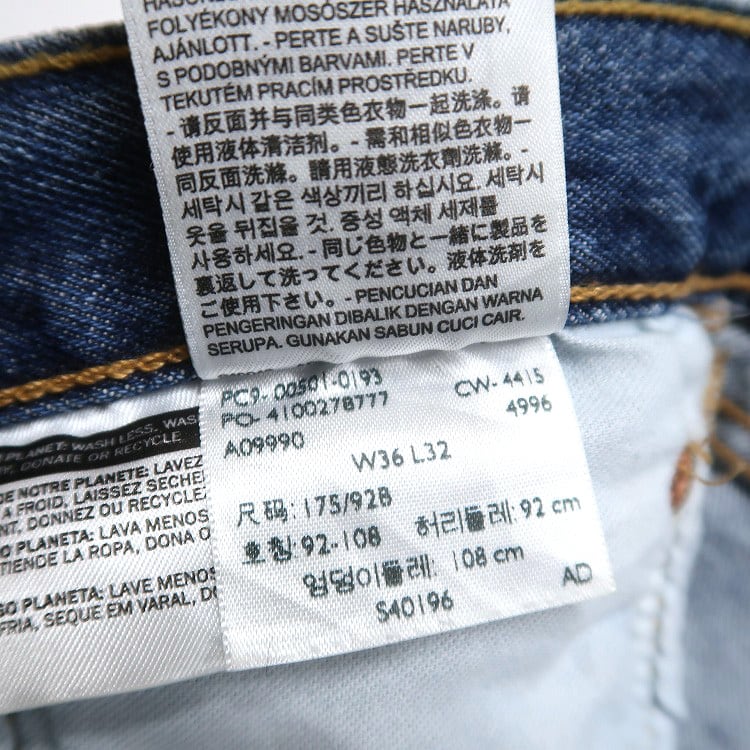 FOLYÉKONY MOSÓSZER HASZNÁLATA
AJÁNLOTT. - PERTE A SUŠTE NARUBY,
S PODOBNÝMI BARVAMI. PERTE V
TEKUTÉM PRACÍM PROSTŘEDKU.
- 请反面并与同类色衣物一起洗涤。请
使用液体清洁剂。- 需和相似色衣物一
同反面洗滌。請用液態洗衣劑洗滌。-
세탁시 같은 색상끼리 하십시요. 세탁시
옷을 뒤집을 것. 중성 액체 세제를
사용하세요. - 同じ色物と一緒に製品を
裏返して洗ってください。液体洗剤を
ご使用下さい。- PENCUCIAN DAN
PENGERINGAN DIBALIK DENGAN WARNA
SERUPA. GUNAKAN SABUN CUCI CAIR.
PC9- 00501-0193 CW- 4415
PO- 4100278777 4996
A09990
W36 L32
尺码: 175/92B
호칭: 92-108 허리둘레: 92 cm
엉덩이둘레: 108 cm
S40196 AD
PLANET: WASH LESS, WAS
DONATE OR RECYCLE
DE NOTRE PLANÈTE: LAVEZ
À FROID, LAISSEZ SÉCHE
DONNEZ OU RECYCLE
PLANETA: LAVA MENOS
TIENDE LA ROPA, DONA O
SO PLANETA: LAVE MENOS
FRIA, SEQUE EM VARAL, DO